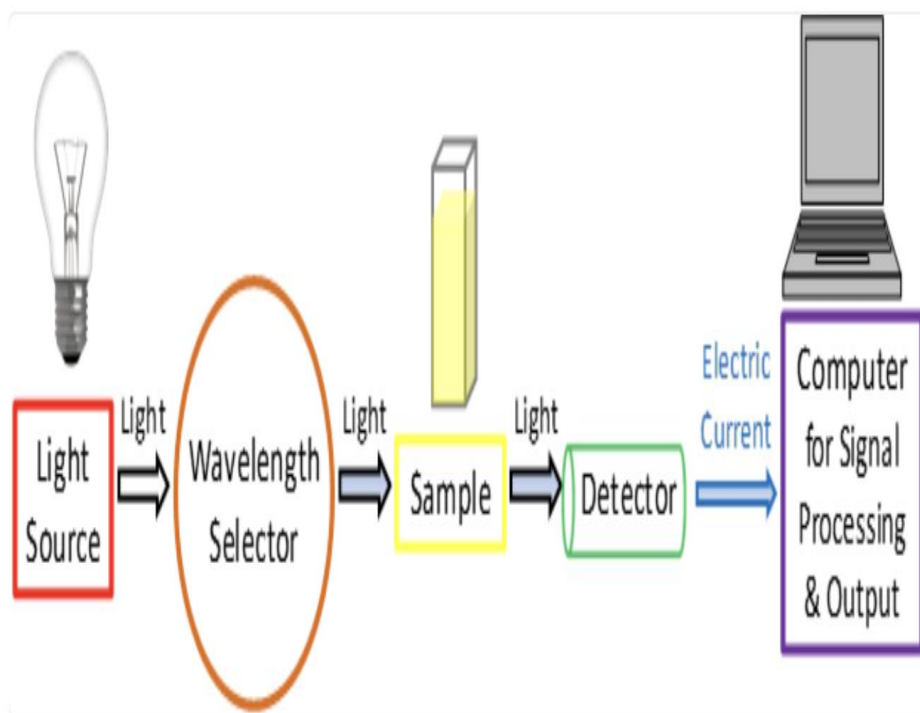 Light
Source
Light
Wavelength
Selector
Light
Sample
Light
Detector
Electric
Current
Computer
for Signal
Processing
& Output